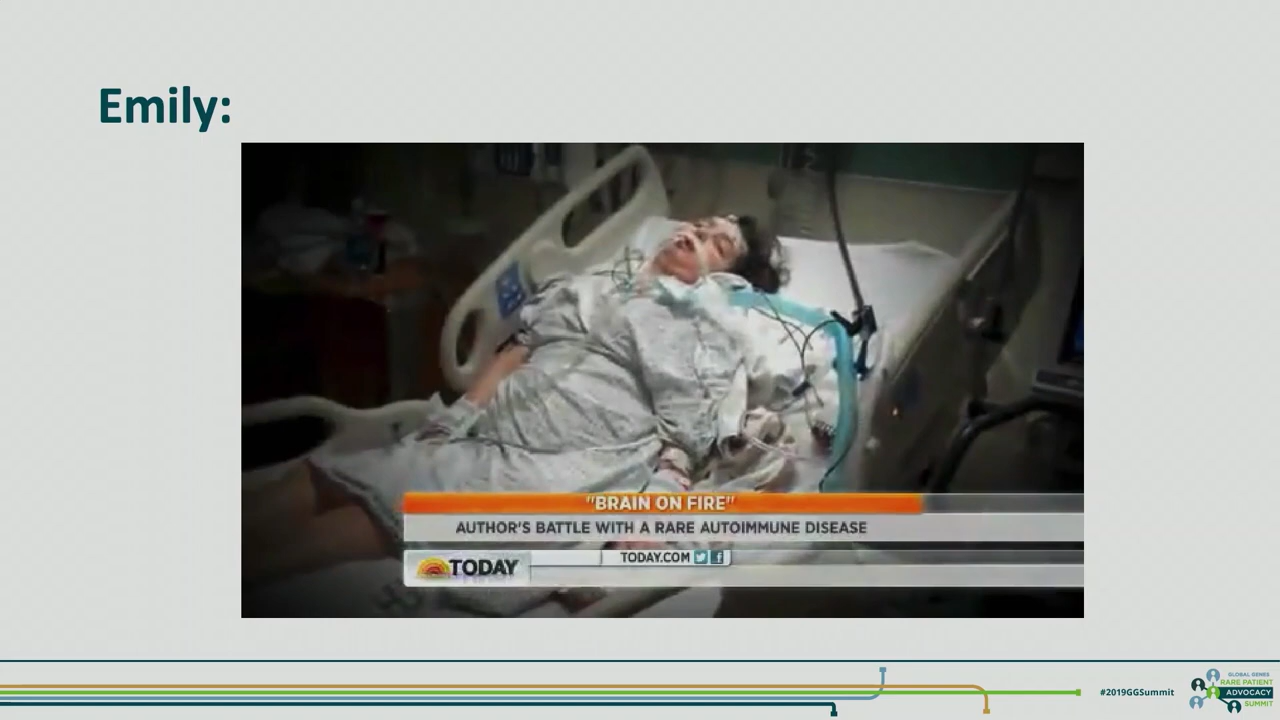 Emily:
"BRAIN ON FIRE"
AUTHOR'S BATTLE WITH A RARE AUTOIMMUNE DISEASE
TODAY.COM
TODAY
#2019GGSummit
GLOBAL GENES
RARE PATIENT
ADVOCACY
SUMMIT